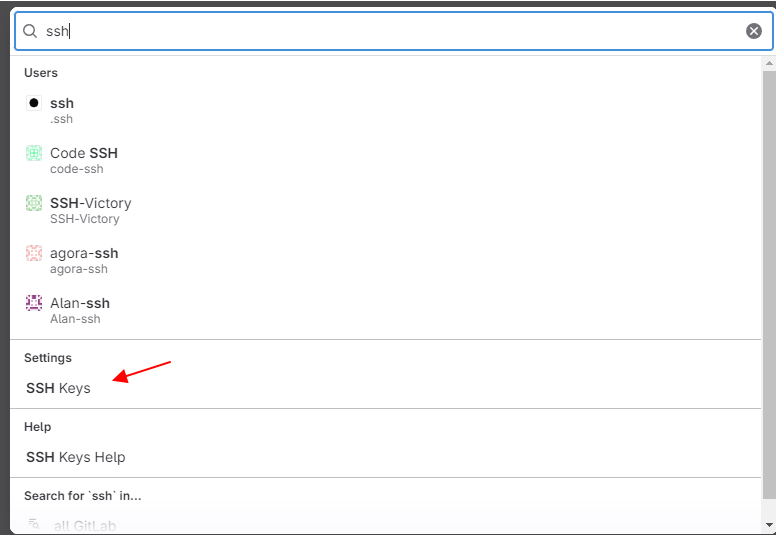 ssh
Users
ssh
.ssh
Code SSH
code-ssh
SSH-Victory
SSH-Victory
agora-ssh
agora-ssh
Alan-ssh
Alan-ssh
Settings
SSH Keys
Help
SSH Keys Help
Search for `ssh` in...
all GitLab